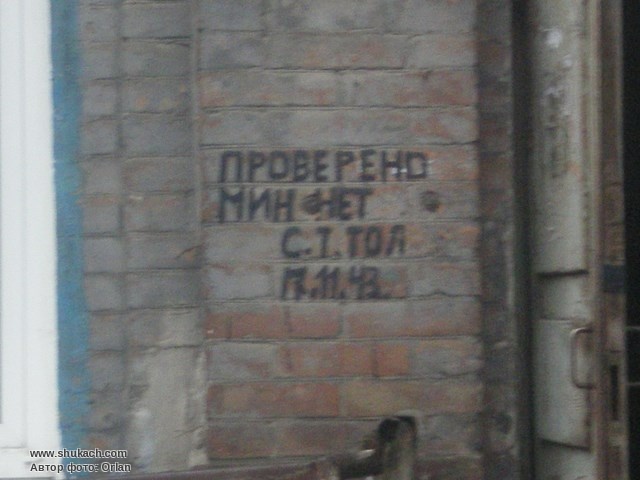 ПРОВЕРЕНО
МИН НЕТ
С.Т. ТОЛ
17.11.43.
www.shukach.com
Автор фото: Orlan